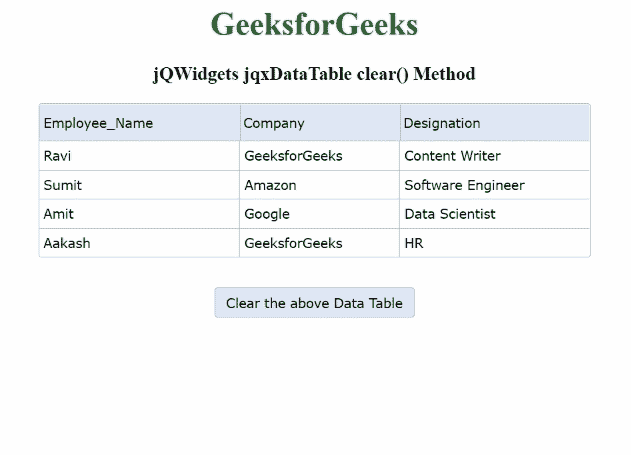 GeeksforGeeks
jQWidgets jqxDataTable clear() Method
Employee_Name Company Designation
Ravi GeeksforGeeks Content Writer
Sumit Amazon Software Engineer
Amit Google Data Scientist
Aakash GeeksforGeeks HR
Clear the above Data Table